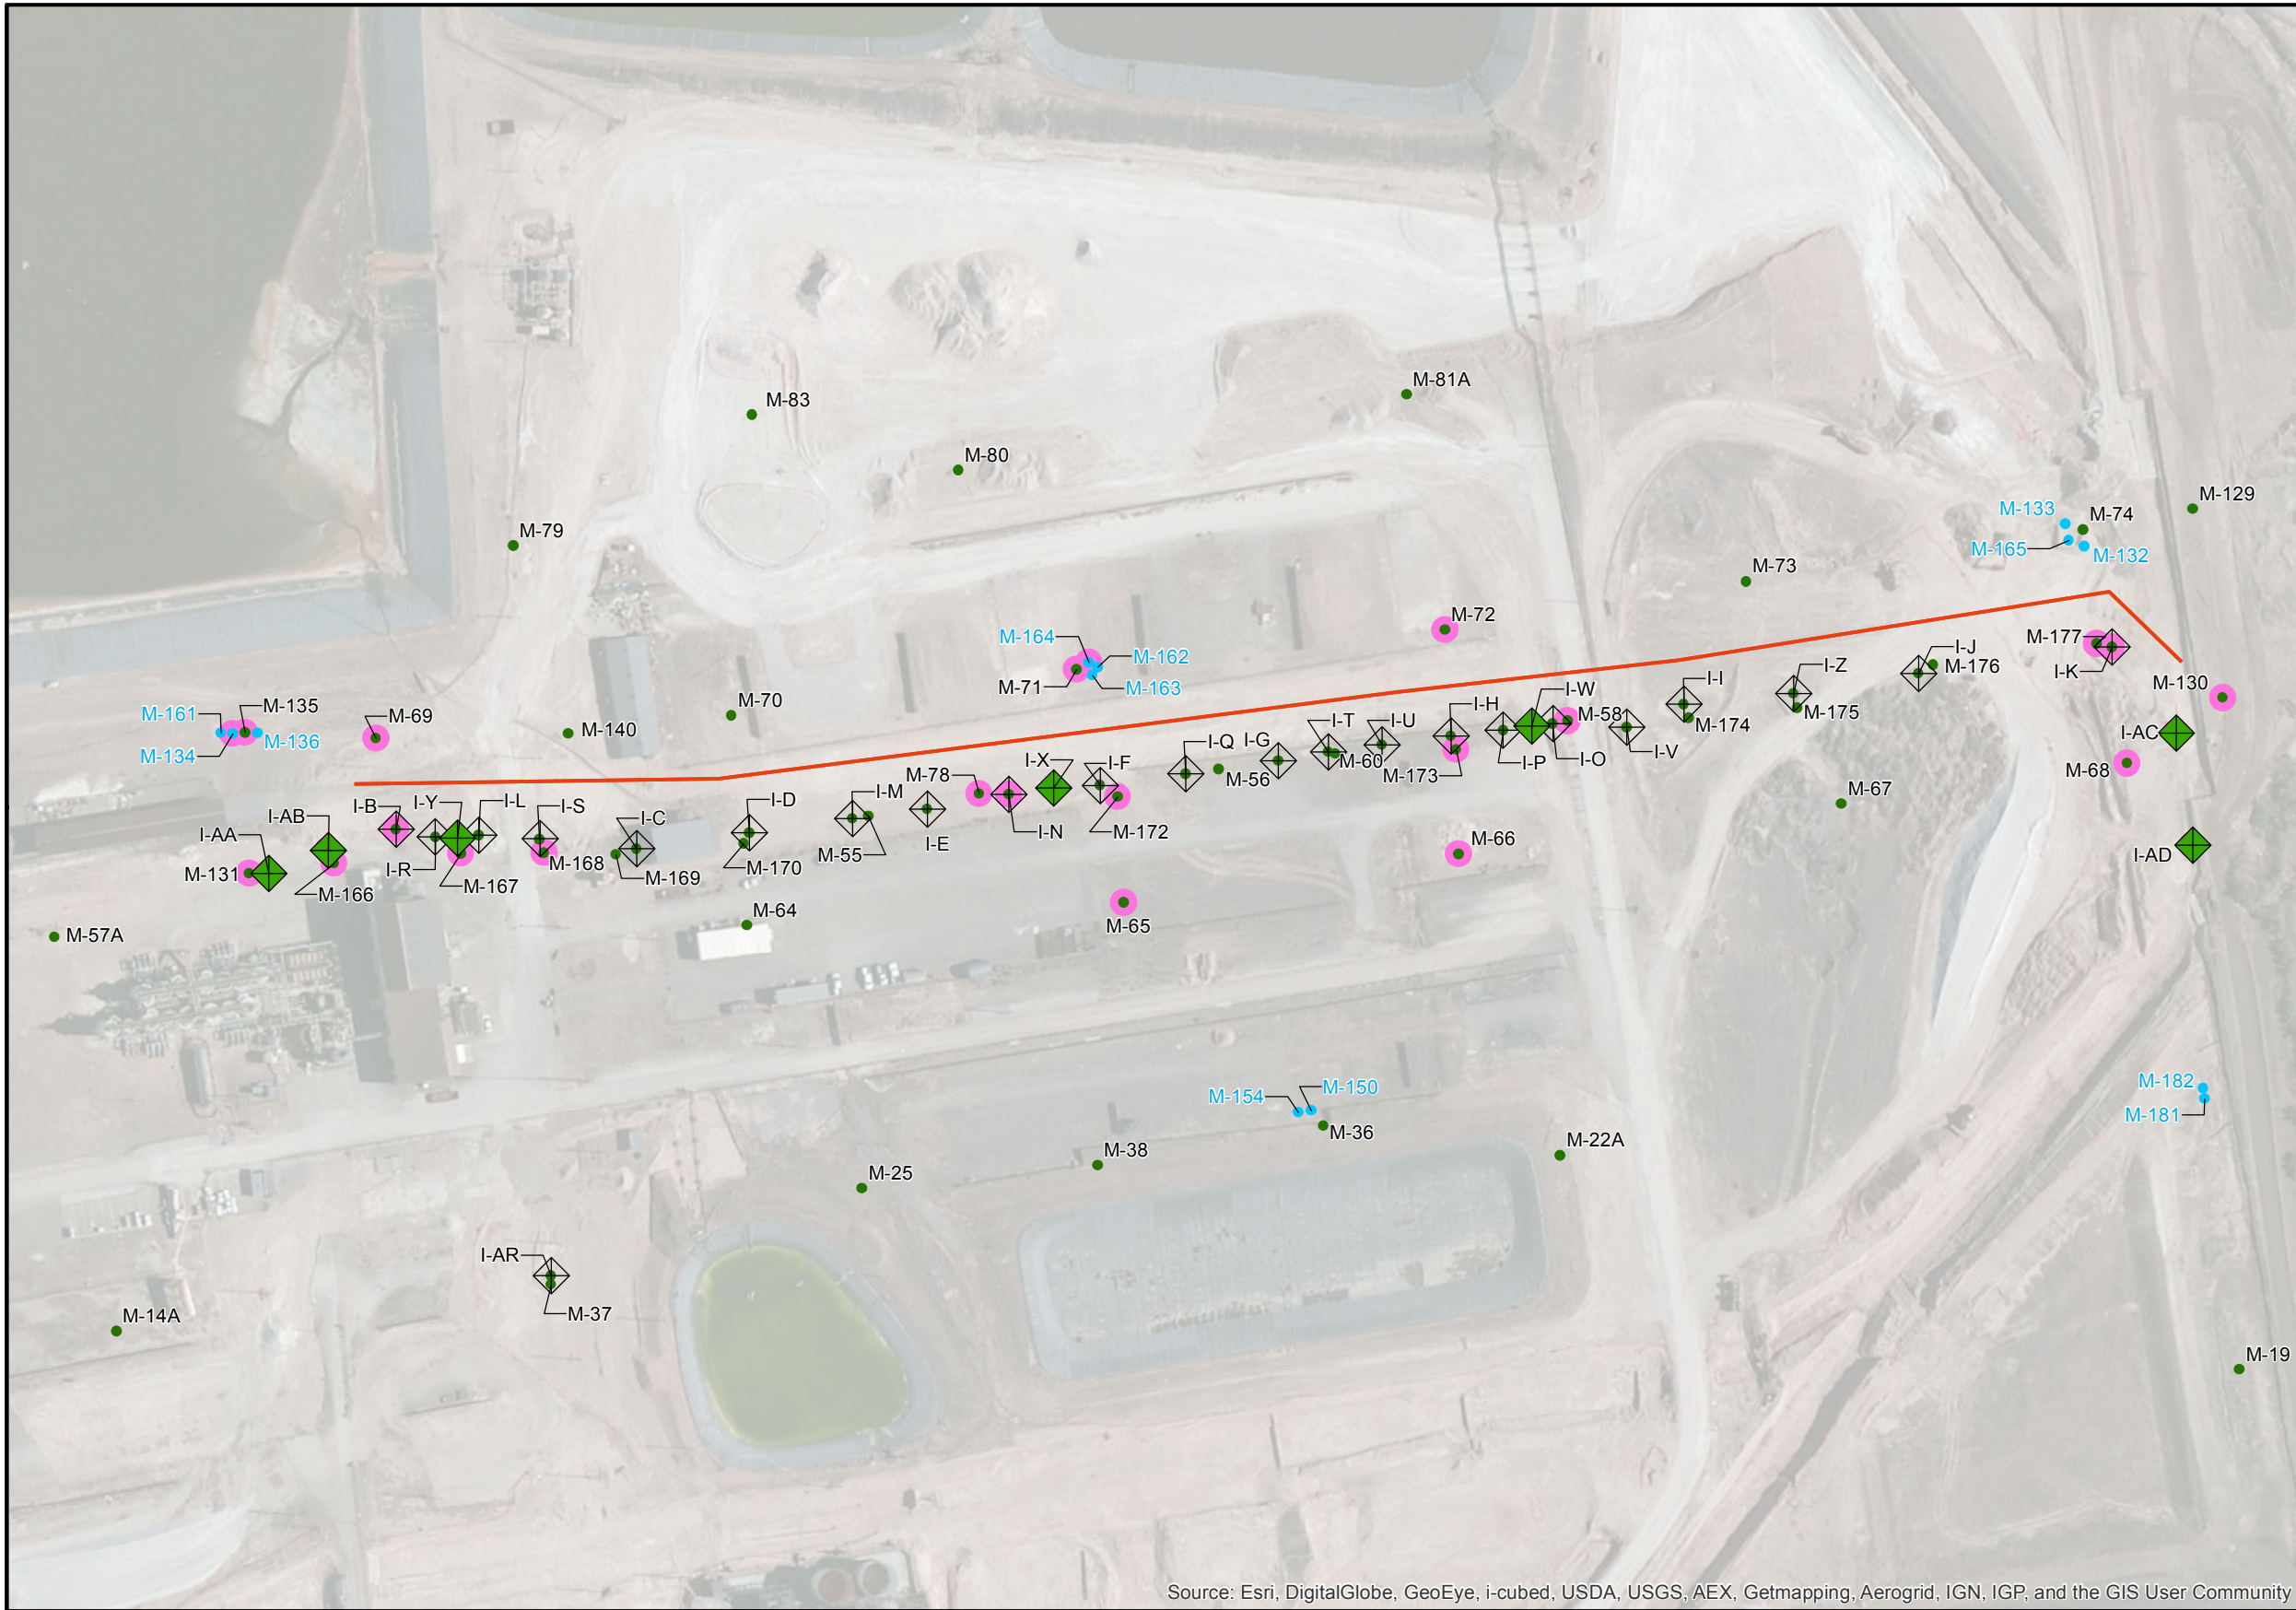 M-81A
M-83
M-80
M-129
M-133
M-74
M-79
M-165
M-132
M-73
M-72
M-164
M-177
I-J
M-162
M-176
I-Z
I-K
M-71
M-163
I-I
M-130
M-161
M-135
M-69
M-70
I-W
I-H
M-58
M-175
I-T
I-U
M-174
M-140
I-AC
M-136
I-Q
I-G
M-134
M-60
I-O
I-V
I-X
I-F
I-P
M-68
M-78
M-56
M-173
I-M
M-67
I-B
I-Y
I-L
I-S
I-D
I-AB
I-C
I-AA
I-N
M-172
M-66
I-E
M-55
I-AD
M-168
I-R
M-170
M-131
M-169
M-167
M-166
M-64
M-65
M-57A
M-182
M-150
M-154
M-181
M-36
M-22A
M-38
M-25
I-AR
M-37
M-14A
M-19
Source: Esri, DigitalGlobe, GeoEye, i-cubed, USDA, USGS, AEX, Getmapping, Aerogrid, IGN, IGP, and the GIS User Community